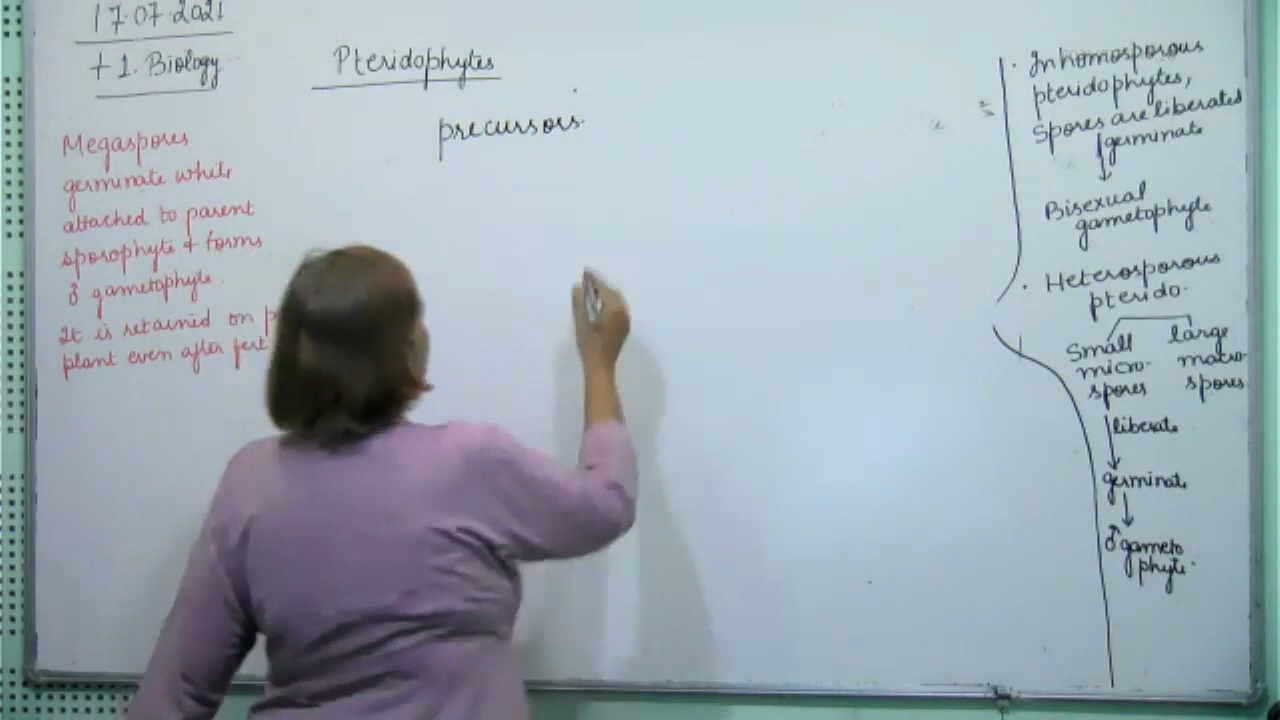 17.07.2021
+1. Biology
Pteridophytes
precursors.
Megaspores
germinate while
attached to parent
sporophyte & forms
♂ gametophyte.
It is retained on
plant even after
· In homosporous
pteridophytes,
Spores are liberated
germinate
Bisexual
gametophyte
· Heterosporous
pterido.
Small large
micro- macro
spores spores
liberate
germinate
♂ gameto
phyte.